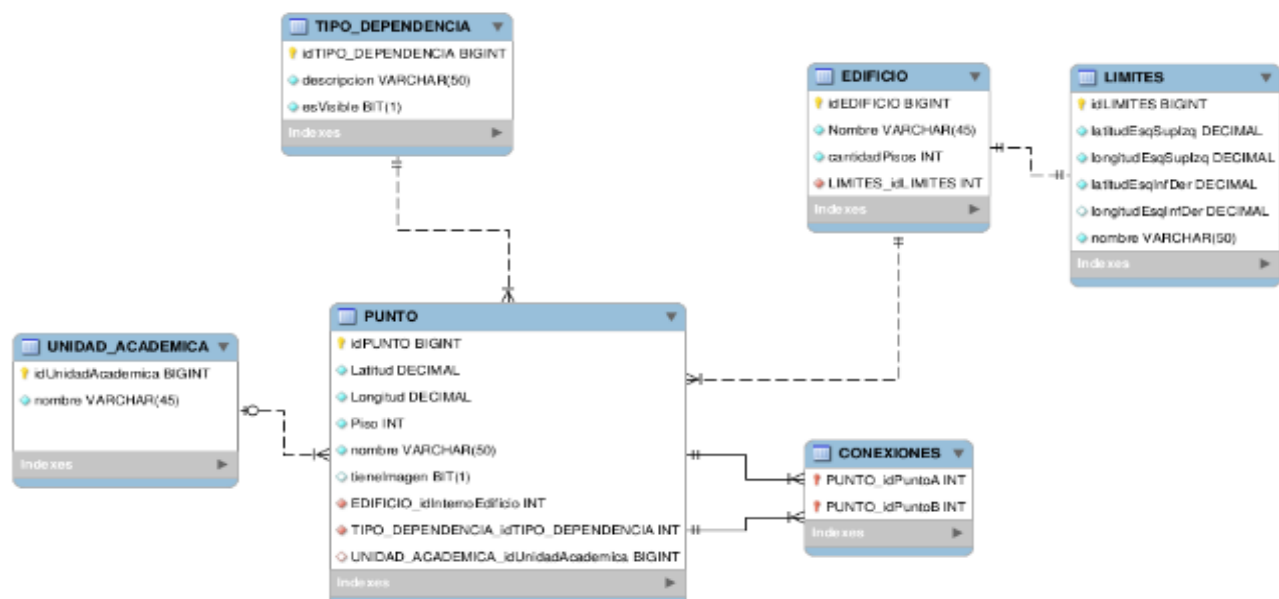 TIPO_DEPENDENCIA
idTIPO_DEPENDENCIA BIGINT
descripcion VARCHAR(50)
esVisible BIT(1)
Indexes
EDIFICIO
idEDIFICIO BIGINT
Nombre VARCHAR(45)
cantidadPisos INT
LIMITES_idLIMITES INT
Indexes
LIMITES
idLIMITES BIGINT
latitudEsqSupIzq DECIMAL
longitudEsqSupIzq DECIMAL
latitudEsqInfDer DECIMAL
longitudEsqInfDer DECIMAL
nombre VARCHAR(50)
Indexes
UNIDAD_ACADEMICA
idUnidadAcademica BIGINT
nombre VARCHAR(45)
Indexes
PUNTO
idPUNTO BIGINT
Latitud DECIMAL
Longitud DECIMAL
Piso INT
nombre VARCHAR(50)
tieneImagen BIT(1)
EDIFICIO_idInternoEdificio INT
TIPO_DEPENDENCIA_idTIPO_DEPENDENCIA INT
UNIDAD_ACADEMICA_idUnidadAcademica BIGINT
Indexes
CONEXIONES
PUNTO_idPuntoA INT
PUNTO_idPuntoB INT
Indexes